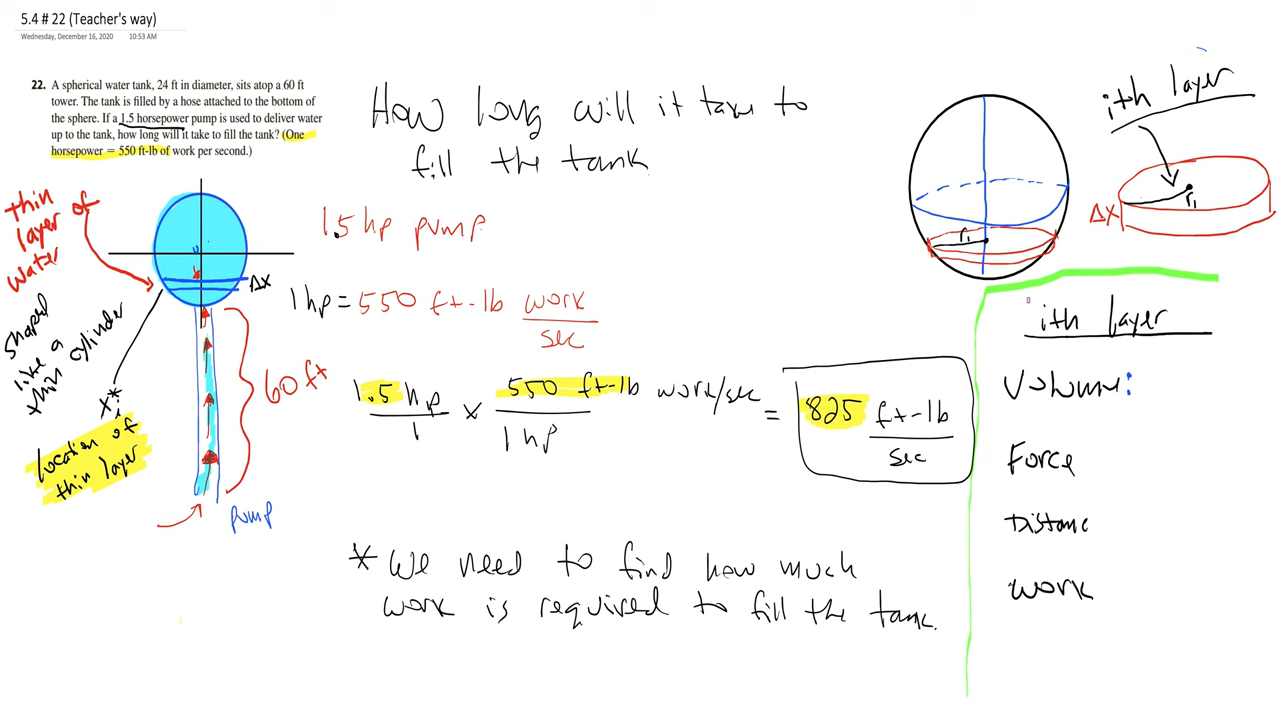 5.4 # 22 (Teacher's way)
Wednesday, December 16, 2020 10:53 AM
22. A spherical water tank, 24 ft in diameter, sits atop a 60 ft
tower. The tank is filled by a hose attached to the bottom of
the sphere. If a 1.5 horsepower pump is used to deliver water
up to the tank, how long will it take to fill the tank? (One
horsepower = 550 ft-lb of work per second.)
How long will it take to
fill the tank
1.5 hp pump
1 hp = 550 ft-lb work
sec
1.5 hp
1
×
550 ft-lb work/sec
1 hp
=
825 ft-lb
sec
* We need to find how much
work is required to fill the tank.
thin
layer of
water
shaped
like a
thin cylinder
Δx
x*i
location of
thin layer
60 ft
pump
ith layer
r₁
Δx
r₁
ith layer
Volume:
Force
Distanc
work